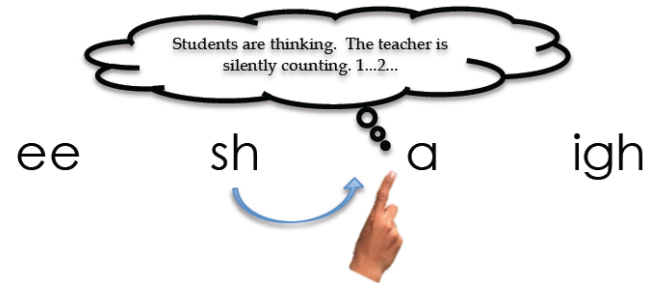 Students are thinking.  The teacher is
silently counting. 1...2...
ee sh a igh